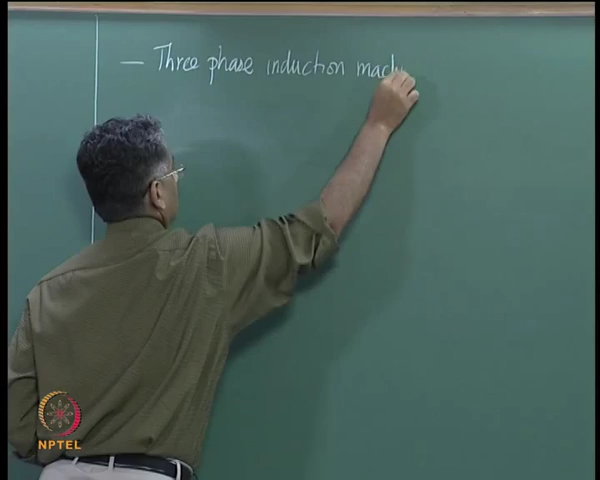 — Three phase induction mach
NPTEL